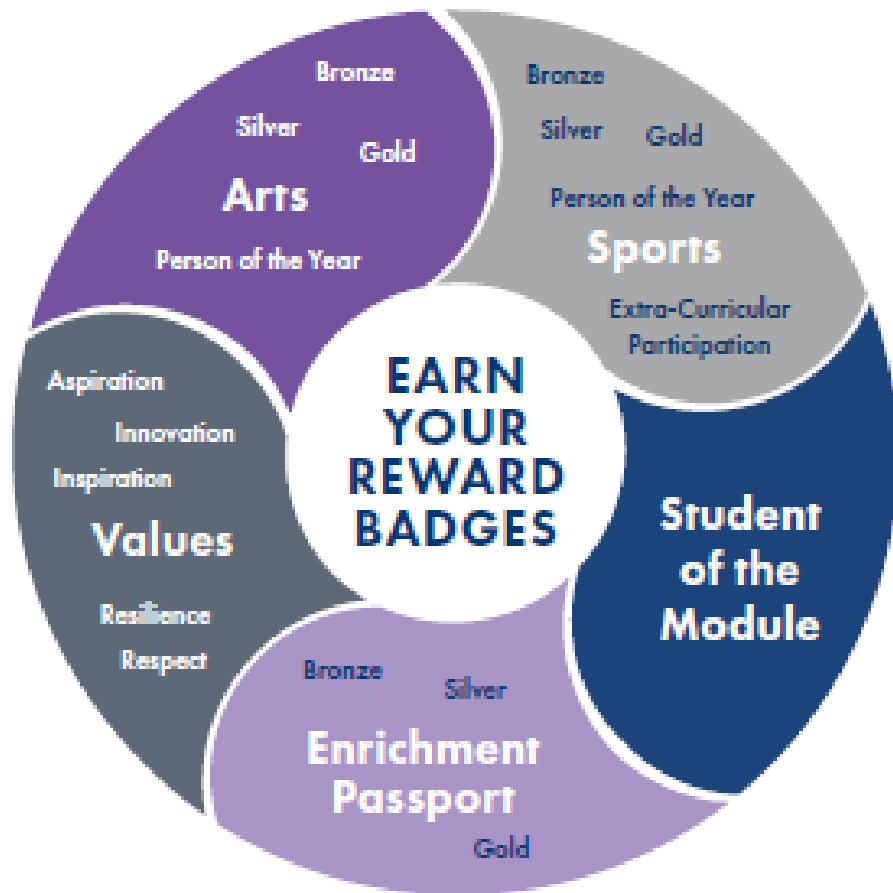 EARN
YOUR
REWARD
BADGES
Bronze
Silver
Gold
Arts
Person of the Year
Bronze
Silver
Gold
Person of the Year
Sports
Extra-Curricular
Participation
Student
of the
Module
Bronze
Silver
Enrichment
Passport
Gold
Aspiration
Innovation
Inspiration
Values
Resilience
Respect